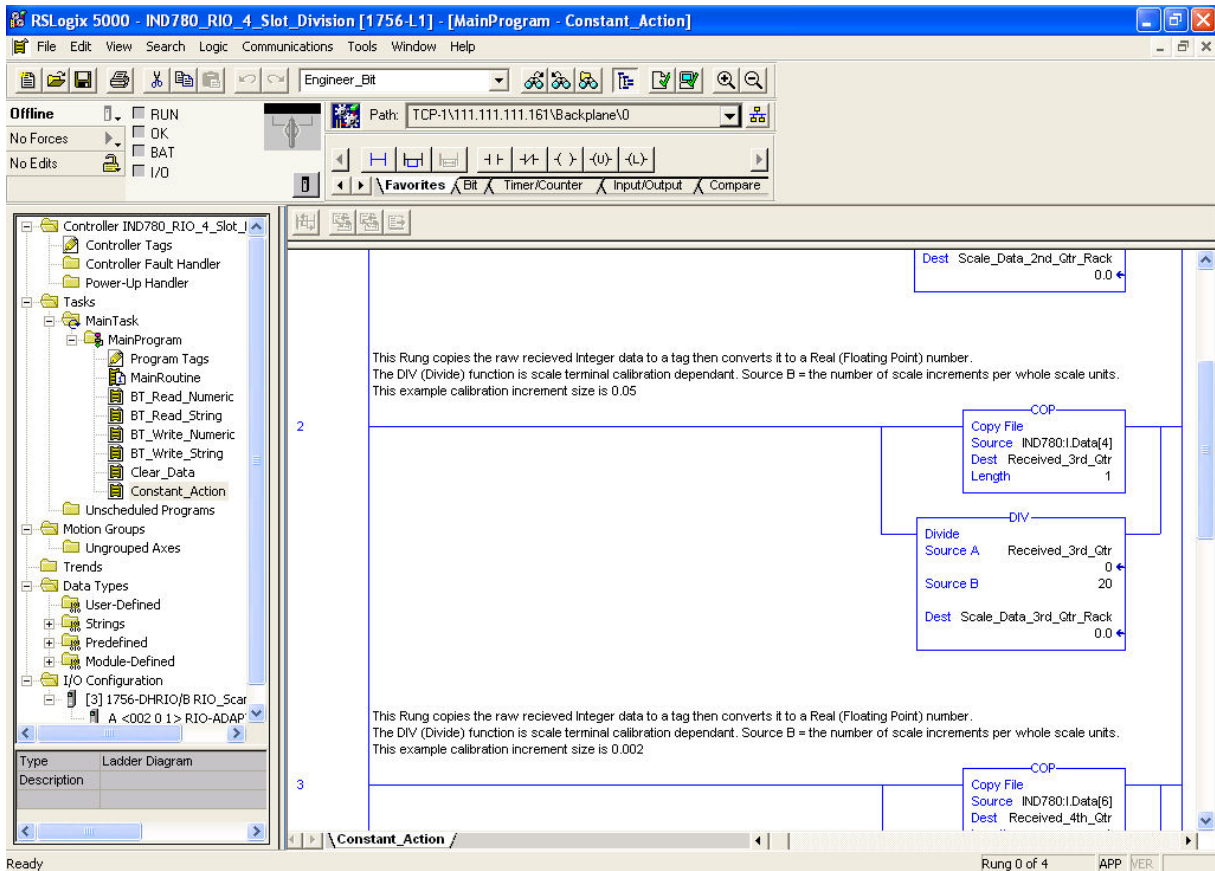 RSLogix 5000 - IND780_RIO_4_Slot_Division [1756-L1] - [MainProgram - Constant_Action]
File Edit View Search Logic Communications Tools Window Help
Engineer_Bit
Offline
RUN
No Forces
OK
BAT
No Edits
I/O
Path: TCP-1\111.111.111.161\Backplane\0
Favorites Bit Timer/Counter Input/Output Compare
Controller IND780_RIO_4_Slot_
Controller Tags
Controller Fault Handler
Power-Up Handler
Tasks
MainTask
MainProgram
Program Tags
MainRoutine
BT_Read_Numeric
BT_Read_String
BT_Write_Numeric
BT_Write_String
Clear_Data
Constant_Action
Unscheduled Programs
Motion Groups
Ungrouped Axes
Trends
Data Types
User-Defined
Strings
Predefined
Module-Defined
I/O Configuration
[3] 1756-DHRIO/B RIO_Scar
A <002 0 1> RIO-ADAP
Type Ladder Diagram
Description
Dest Scale_Data_2nd_Qtr_Rack
0.0
This Rung copies the raw recieved Integer data to a tag then converts it to a Real (Floating Point) number.
The DIV (Divide) function is scale terminal calibration dependant. Source B = the number of scale increments per whole scale units.
This example calibration increment size is 0.05
2
COP
Copy File
Source IND780:I.Data[4]
Dest Received_3rd_Qtr
Length 1
DIV
Divide
Source A Received_3rd_Qtr
0
Source B 20
Dest Scale_Data_3rd_Qtr_Rack
0.0
This Rung copies the raw recieved Integer data to a tag then converts it to a Real (Floating Point) number.
The DIV (Divide) function is scale terminal calibration dependant. Source B = the number of scale increments per whole scale units.
This example calibration increment size is 0.002
3
COP
Copy File
Source IND780:I.Data[6]
Dest Received_4th_Qtr
Constant_Action
Ready
Rung 0 of 4 APP VER